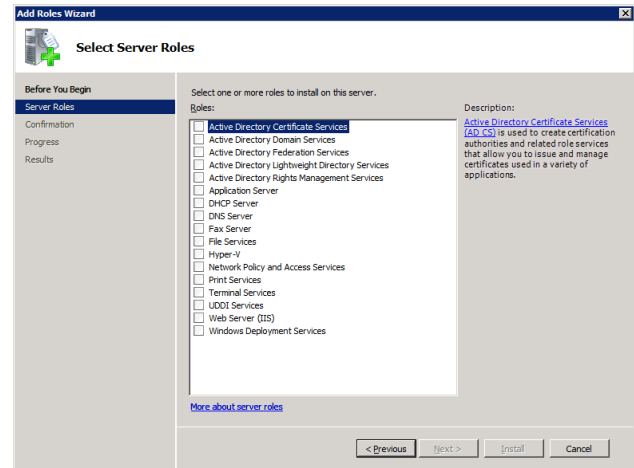 Add Roles Wizard
Select Server Roles
Before You Begin
Server Roles
Confirmation
Progress
Results
Select one or more roles to install on this server.
Roles:
Active Directory Certificate Services
Active Directory Domain Services
Active Directory Federation Services
Active Directory Lightweight Directory Services
Active Directory Rights Management Services
Application Server
DHCP Server
DNS Server
Fax Server
File Services
Hyper-V
Network Policy and Access Services
Print Services
Terminal Services
UDDI Services
Web Server (IIS)
Windows Deployment Services
More about server roles
Description:
Active Directory Certificate Services
(AD CS) is used to create certification
authorities and related role services
that allow you to issue and manage
certificates used in a variety of
applications.
< Previous
Next >
Install
Cancel